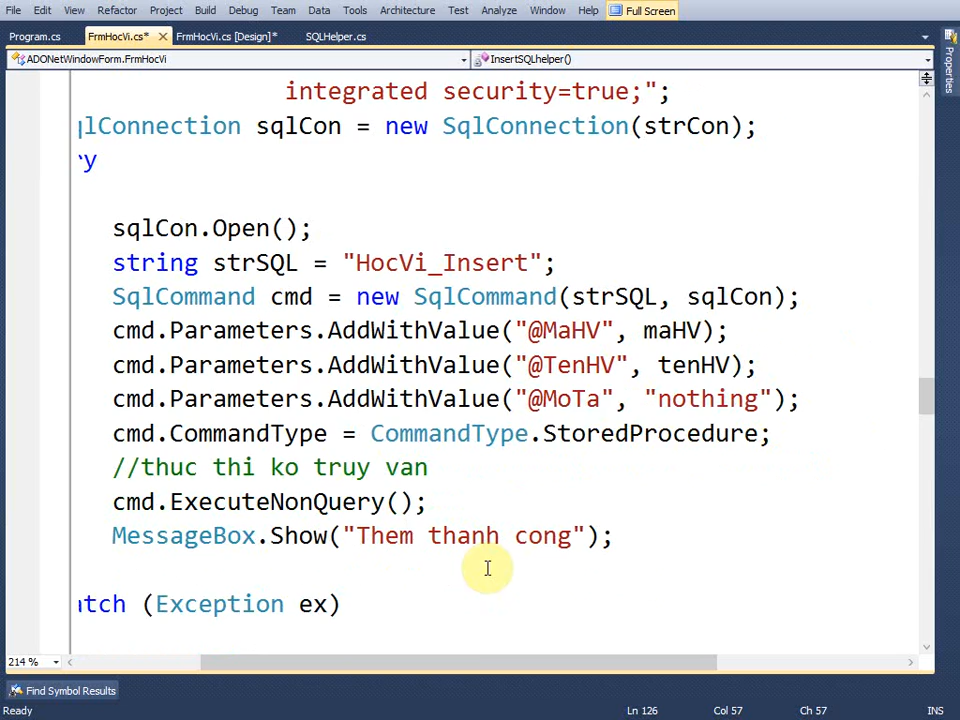 File Edit View Refactor Project Build Debug Team Data Tools Architecture Test Analyze Window Help Full Screen
Program.cs FrmHocVi.cs* FrmHocVi.cs [Design]* SQLHelper.cs
ADONetWindowForm.FrmHocVi InsertSQLhelper()
Properties
integrated security=true;";
qlConnection sqlCon = new SqlConnection(strCon);
ry
sqlCon.Open();
string strSQL = "HocVi_Insert";
SqlCommand cmd = new SqlCommand(strSQL, sqlCon);
cmd.Parameters.AddWithValue("@MaHV", maHV);
cmd.Parameters.AddWithValue("@TenHV", tenHV);
cmd.Parameters.AddWithValue("@MoTa", "nothing");
cmd.CommandType = CommandType.StoredProcedure;
//thuc thi ko truy van
cmd.ExecuteNonQuery();
MessageBox.Show("Them thanh cong");
atch (Exception ex)
214 %
Find Symbol Results
Ready Ln 126 Col 57 Ch 57 INS